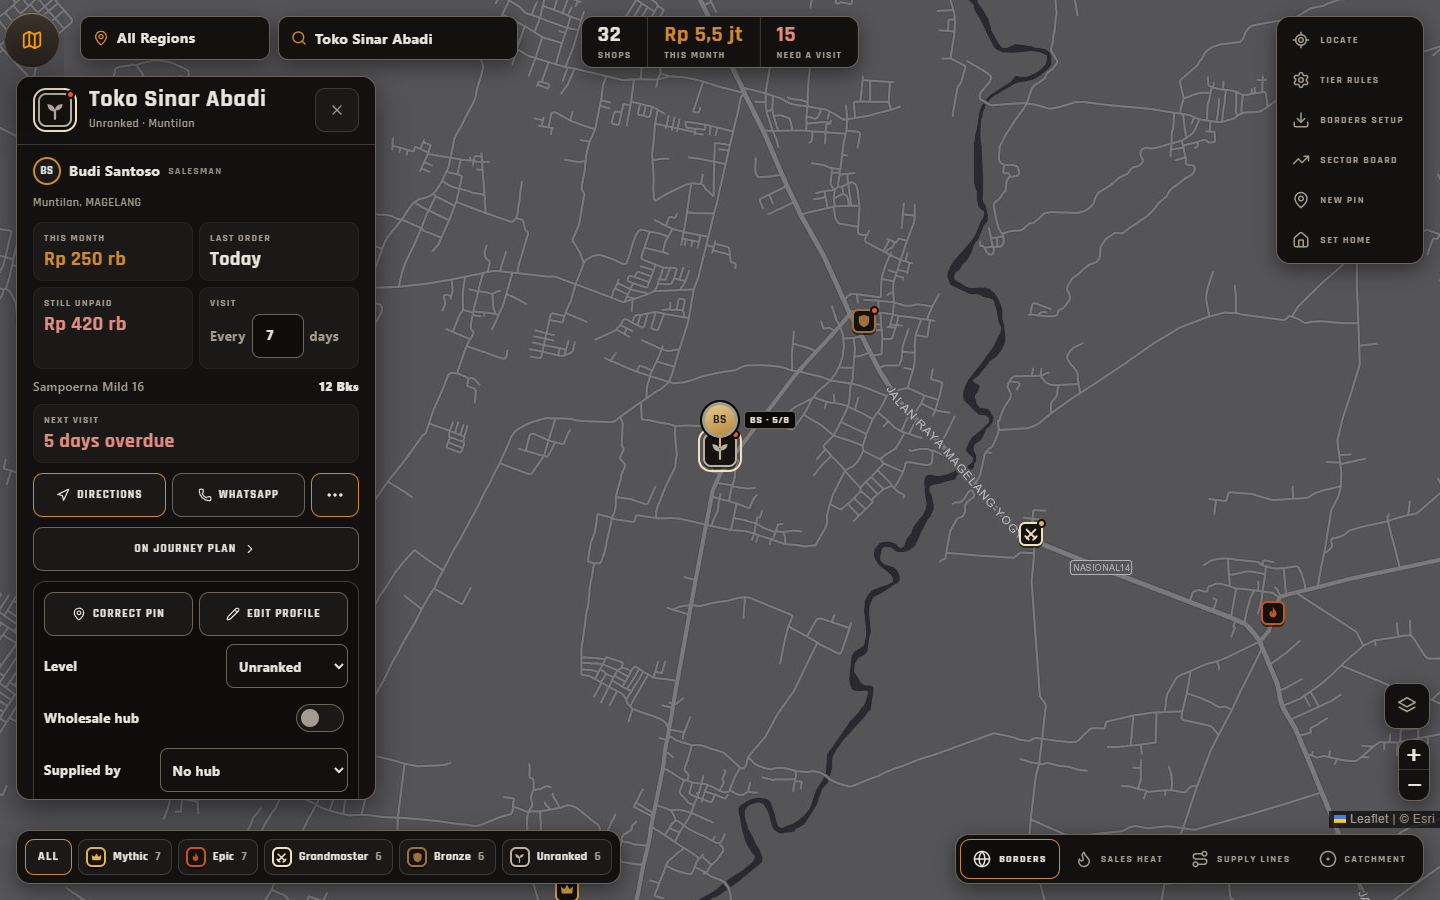 All Regions
Toko Sinar Abadi
32
SHOPS
Rp 5,5 jt
THIS MONTH
15
NEED A VISIT
LOCATE
TIER RULES
BORDERS SETUP
SECTOR BOARD
NEW PIN
SET HOME
Toko Sinar Abadi
Unranked · Muntilan
BS
Budi Santoso SALESMAN
Muntilan, MAGELANG
THIS MONTH
Rp 250 rb
LAST ORDER
Today
STILL UNPAID
Rp 420 rb
VISIT
Every 7 days
Sampoerna Mild 16 12 Bks
NEXT VISIT
5 days overdue
DIRECTIONS
WHATSAPP
ON JOURNEY PLAN
CORRECT PIN
EDIT PROFILE
Level Unranked
Wholesale hub
Supplied by No hub
BS
BS · 5/8
JALAN RAYA MAGELANG-YOG
NASIONAL14
JA
+
−
Leaflet | © Esri
ALL
Mythic 7
Epic 7
Grandmaster 6
Bronze 6
Unranked 6
BORDERS
SALES HEAT
SUPPLY LINES
CATCHMENT